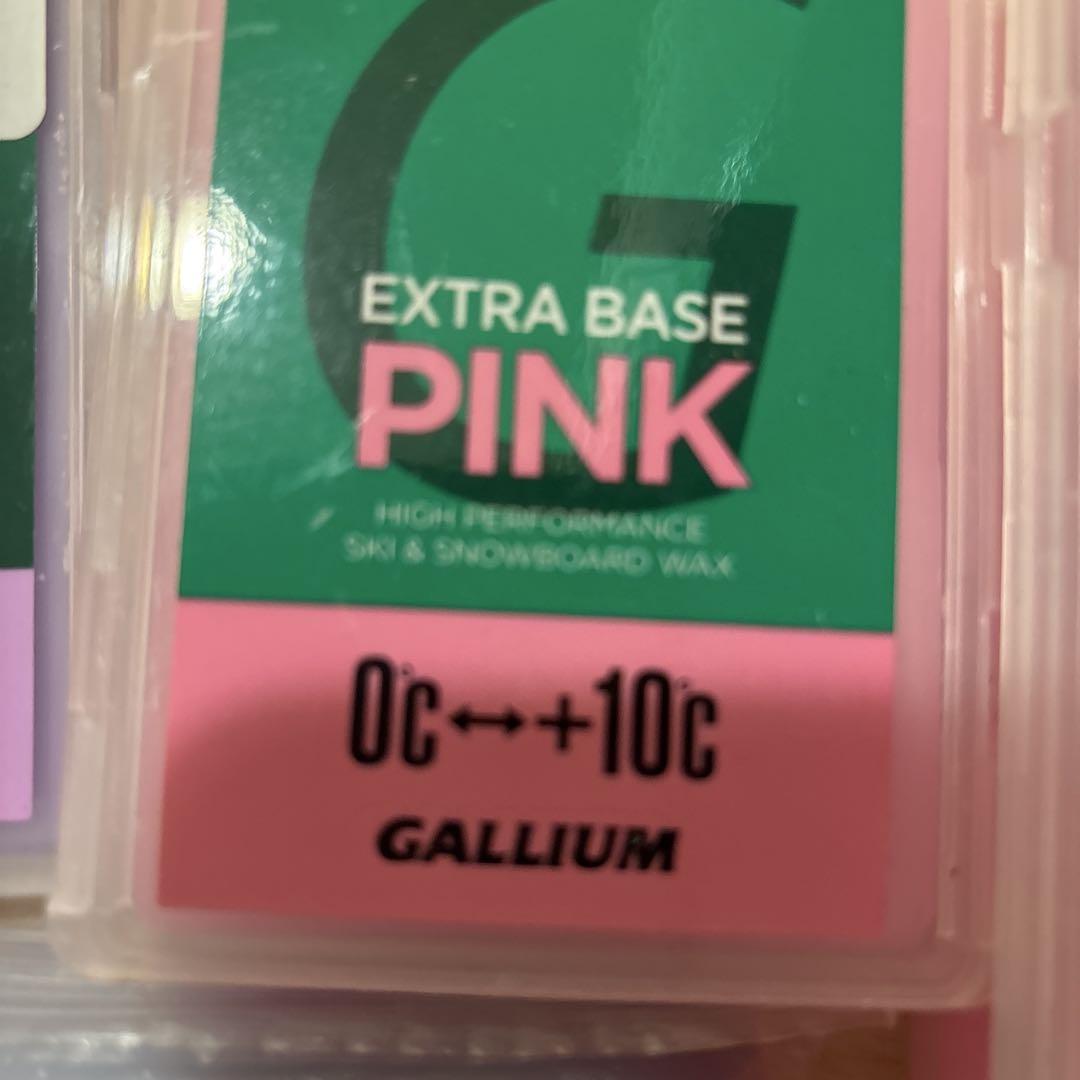 G
EXTRA BASE
PINK
HIGH PERFORMANCE
SKI & SNOWBOARD WAX
0°C↔+10°C
GALLIUM